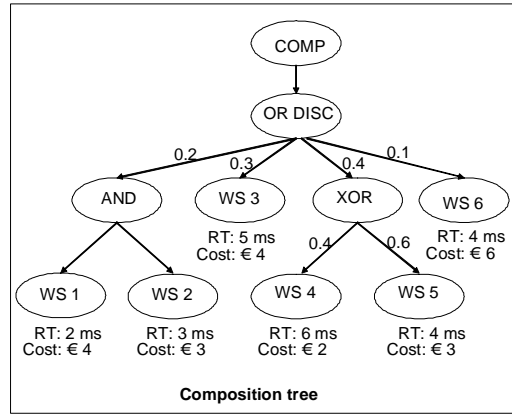 COMP
OR DISC
0.2
0.3
0.4
0.1
AND
WS 3
XOR
WS 6
RT: 5 ms
Cost: € 4
0.4
0.6
RT: 4 ms
Cost: € 6
WS 1
WS 2
WS 4
WS 5
RT: 2 ms
Cost: € 4
RT: 3 ms
Cost: € 3
RT: 6 ms
Cost: € 2
RT: 4 ms
Cost: € 3
Composition tree